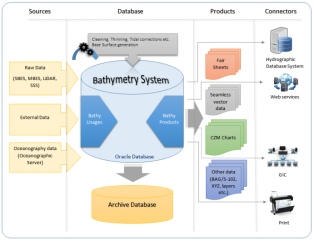 Sources
Database
Products
Connectors
Cleaning, Thinning, Tidal corrections etc.
Base Surface generation
Raw Data
(SBES, MBES, LiDAR,
SSS)
External Data
Oceanography data
(Oceanographic
Server)
Bathymetry System
Bathy
Usages
Bathy
Products
Oracle Database
Archive Database
Fair
Sheets
Seamless
vector
data
CZM Charts
Other data
(BAG/S-102,
XYZ, layers
etc.)
Hydrographic
Database System
Web services
Print